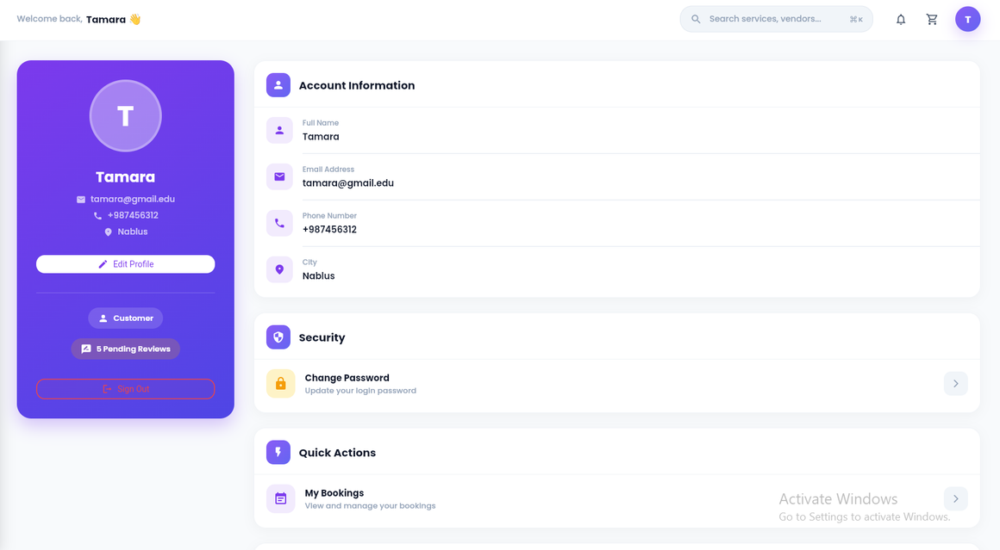 Welcome back, Tamara 👋
Search services, vendors... ⌘K
T
T
Tamara
tamara@gmail.edu
+987456312
Nablus
Edit Profile
Customer
5 Pending Reviews
Sign Out
Account Information
Full Name
Tamara
Email Address
tamara@gmail.edu
Phone Number
+987456312
City
Nablus
Security
Change Password
Update your login password
Quick Actions
My Bookings
View and manage your bookings
Activate Windows
Go to Settings to activate Windows.